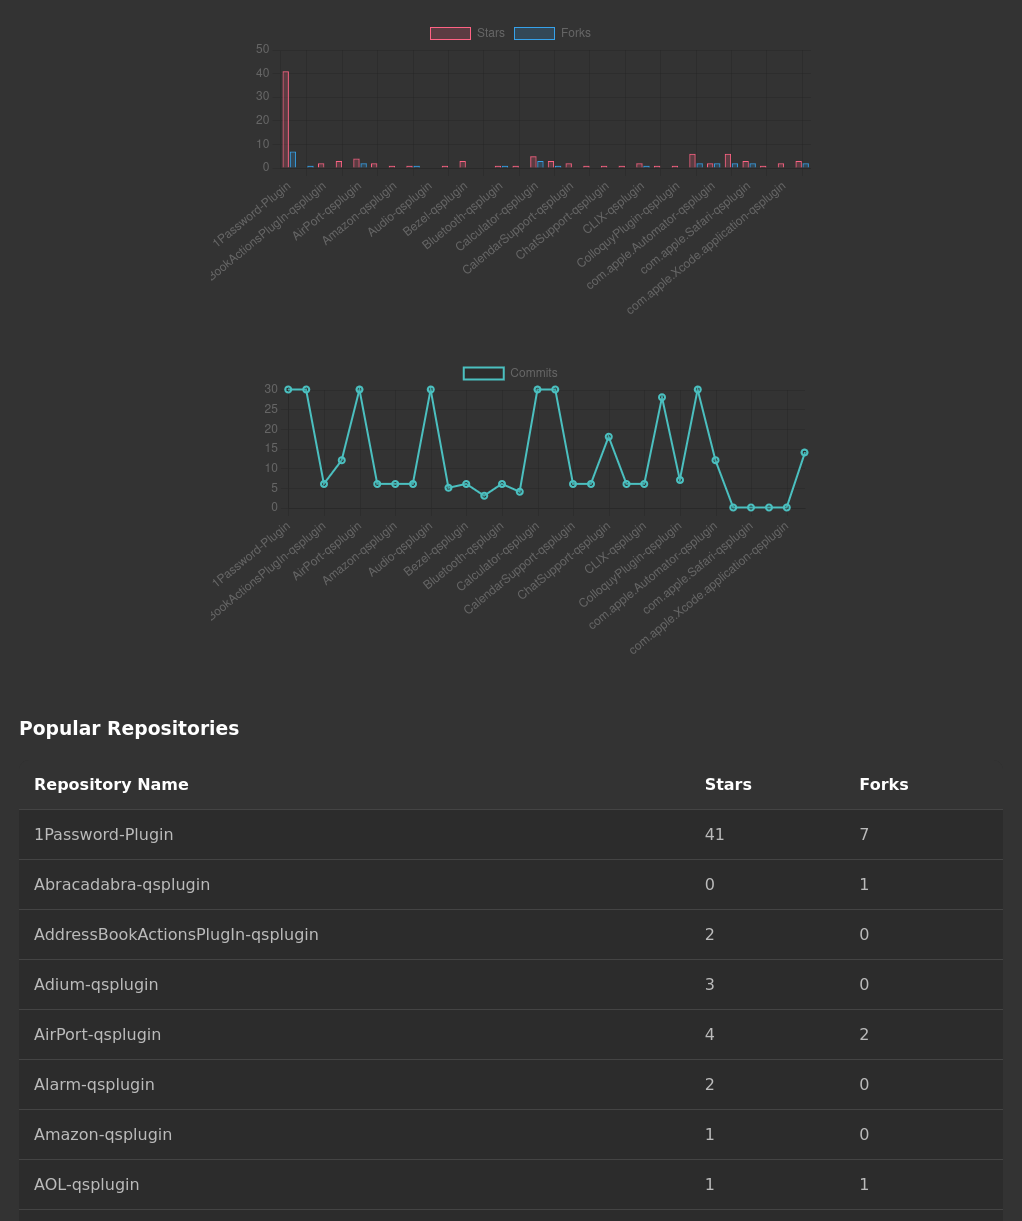 Stars Forks
50
40
30
20
10
0
1Password-Plugin
BookActionsPlugIn-qsplugin
AirPort-qsplugin
Amazon-qsplugin
Audio-qsplugin
Bezel-qsplugin
Bluetooth-qsplugin
Calculator-qsplugin
CalendarSupport-qsplugin
ChatSupport-qsplugin
CLIX-qsplugin
ColloquyPlugin-qsplugin
com.apple.Automator-qsplugin
com.apple.Safari-qsplugin
com.apple.Xcode.application-qsplugin
Commits
30
25
20
15
10
5
0
1Password-Plugin
BookActionsPlugIn-qsplugin
AirPort-qsplugin
Amazon-qsplugin
Audio-qsplugin
Bezel-qsplugin
Bluetooth-qsplugin
Calculator-qsplugin
CalendarSupport-qsplugin
ChatSupport-qsplugin
CLIX-qsplugin
ColloquyPlugin-qsplugin
com.apple.Automator-qsplugin
com.apple.Safari-qsplugin
com.apple.Xcode.application-qsplugin
Popular Repositories
Repository Name Stars Forks
1Password-Plugin 41 7
Abracadabra-qsplugin 0 1
AddressBookActionsPlugIn-qsplugin 2 0
Adium-qsplugin 3 0
AirPort-qsplugin 4 2
Alarm-qsplugin 2 0
Amazon-qsplugin 1 0
AOL-qsplugin 1 1